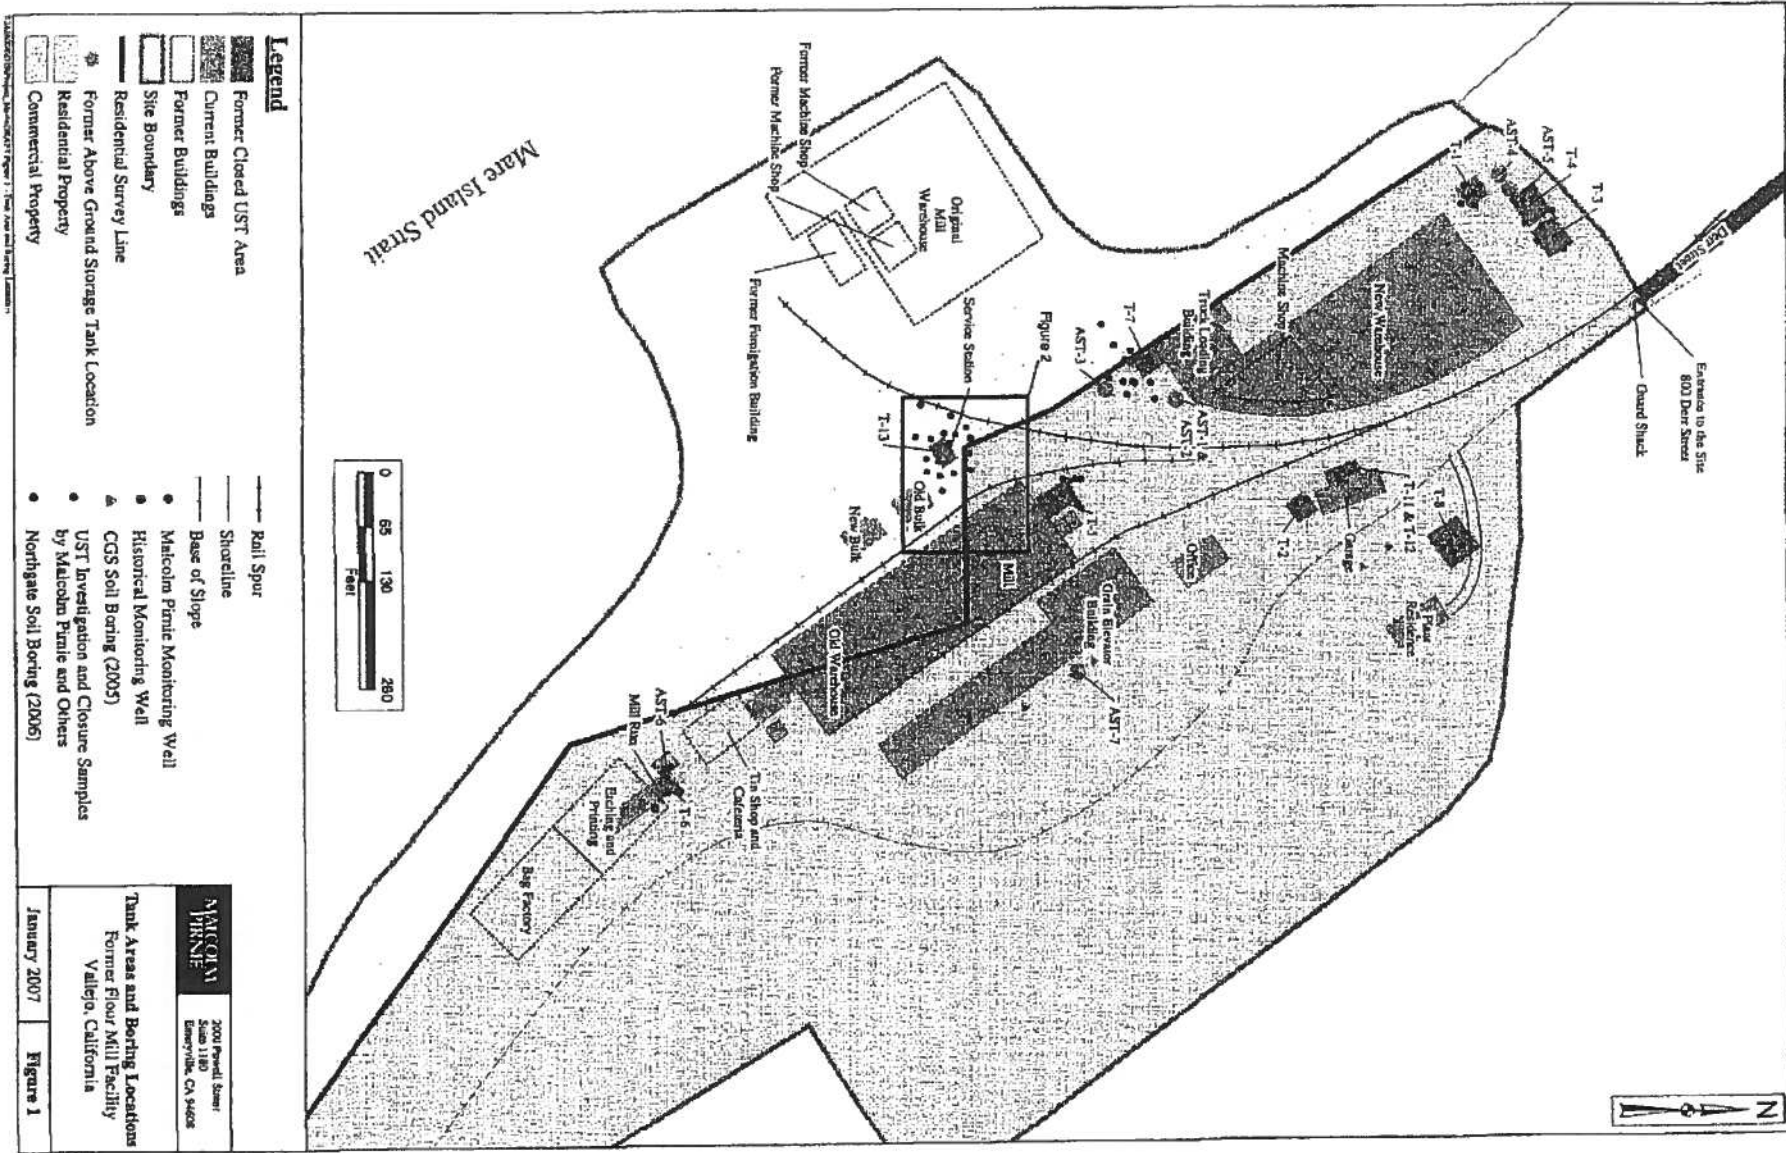 N
Entrance to the Site
800 Derr Street
Guard Shack
Derr Street
T-3
T-4
AST-5
AST-4
T-1
New Warehouse
Machine Shop
Truck Loading
Building
AST-1 &
AST-2
T-7
AST-3
Figure 2
Service Station
T-13
Old Bulk
New Bulk
T-8
T-11 & T-12
Garage
T-2
Plant
Residence
Office
T-5
Mill
Grain Elevator
Building
AST-7
Old Warehouse
Tin Shop and
Cafeteria
AST-6
Mill Run
T-6
Etching and
Printing
Bag Factory
Original
Mill
Warehouse
Former Machine Shop
Former Machine Shop
Former Fumigation Building
Mare Island Strait
0 65 130 260
Feet
Legend
Former Closed UST Area
Current Buildings
Former Buildings
Site Boundary
Residential Survey Line
Former Above Ground Storage Tank Location
Residential Property
Commercial Property
Rail Spur
Shoreline
Base of Slope
Malcolm Pirnie Monitoring Well
Historical Monitoring Well
CGS Soil Boring (2005)
UST Investigation and Closure Samples
by Malcolm Pirnie and Others
Northgate Soil Boring (2006)
MALCOLM
PIRNIE
2000 Powell Street
Suite 1180
Emeryville, CA 94608
Tank Areas and Boring Locations
Former Flour Mill Facility
Vallejo, California
January 2007
Figure 1